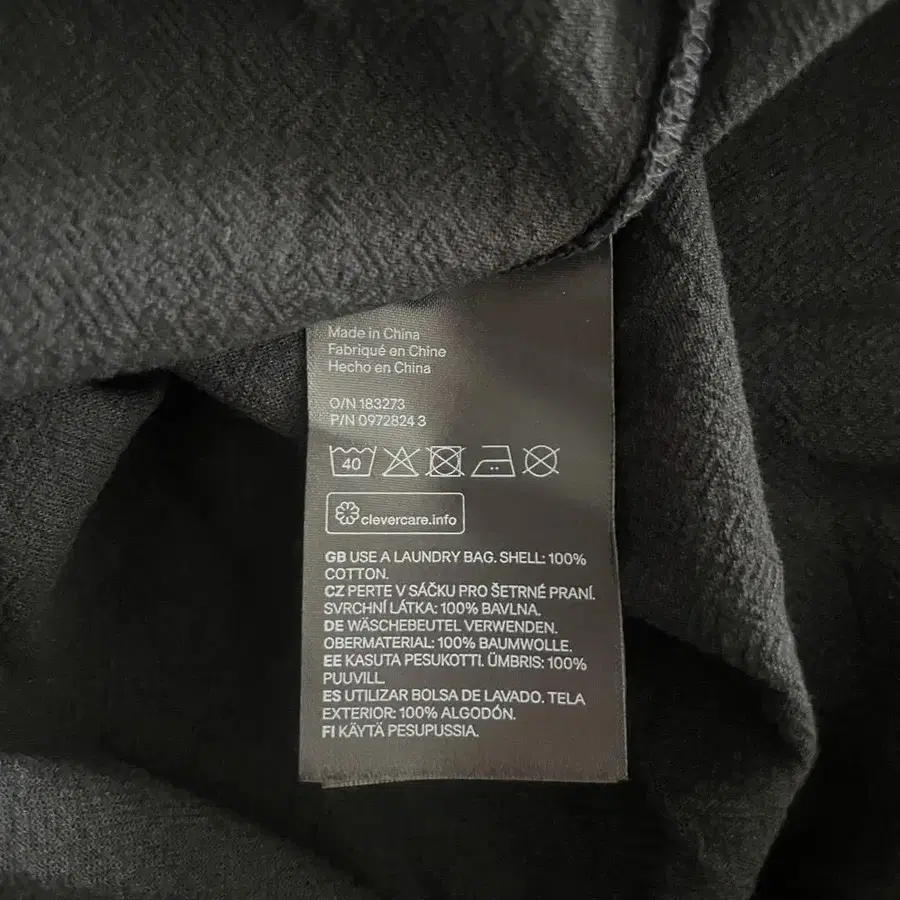 Made in China
Fabriqué en Chine
Hecho en China
O/N 183273
P/N 0972824 3
40
clevercare.info
GB USE A LAUNDRY BAG. SHELL: 100%
COTTON.
CZ PERTE V SÁČKU PRO ŠETRNÉ PRANÍ.
SVRCHNÍ LÁTKA: 100% BAVLNA.
DE WÄSCHEBEUTEL VERWENDEN.
OBERMATERIAL: 100% BAUMWOLLE.
EE KASUTA PESUKOTTI. ÜMBRIS: 100%
PUUVILL.
ES UTILIZAR BOLSA DE LAVADO. TELA
EXTERIOR: 100% ALGODÓN.
FI KÄYTÄ PESUPUSSIA.